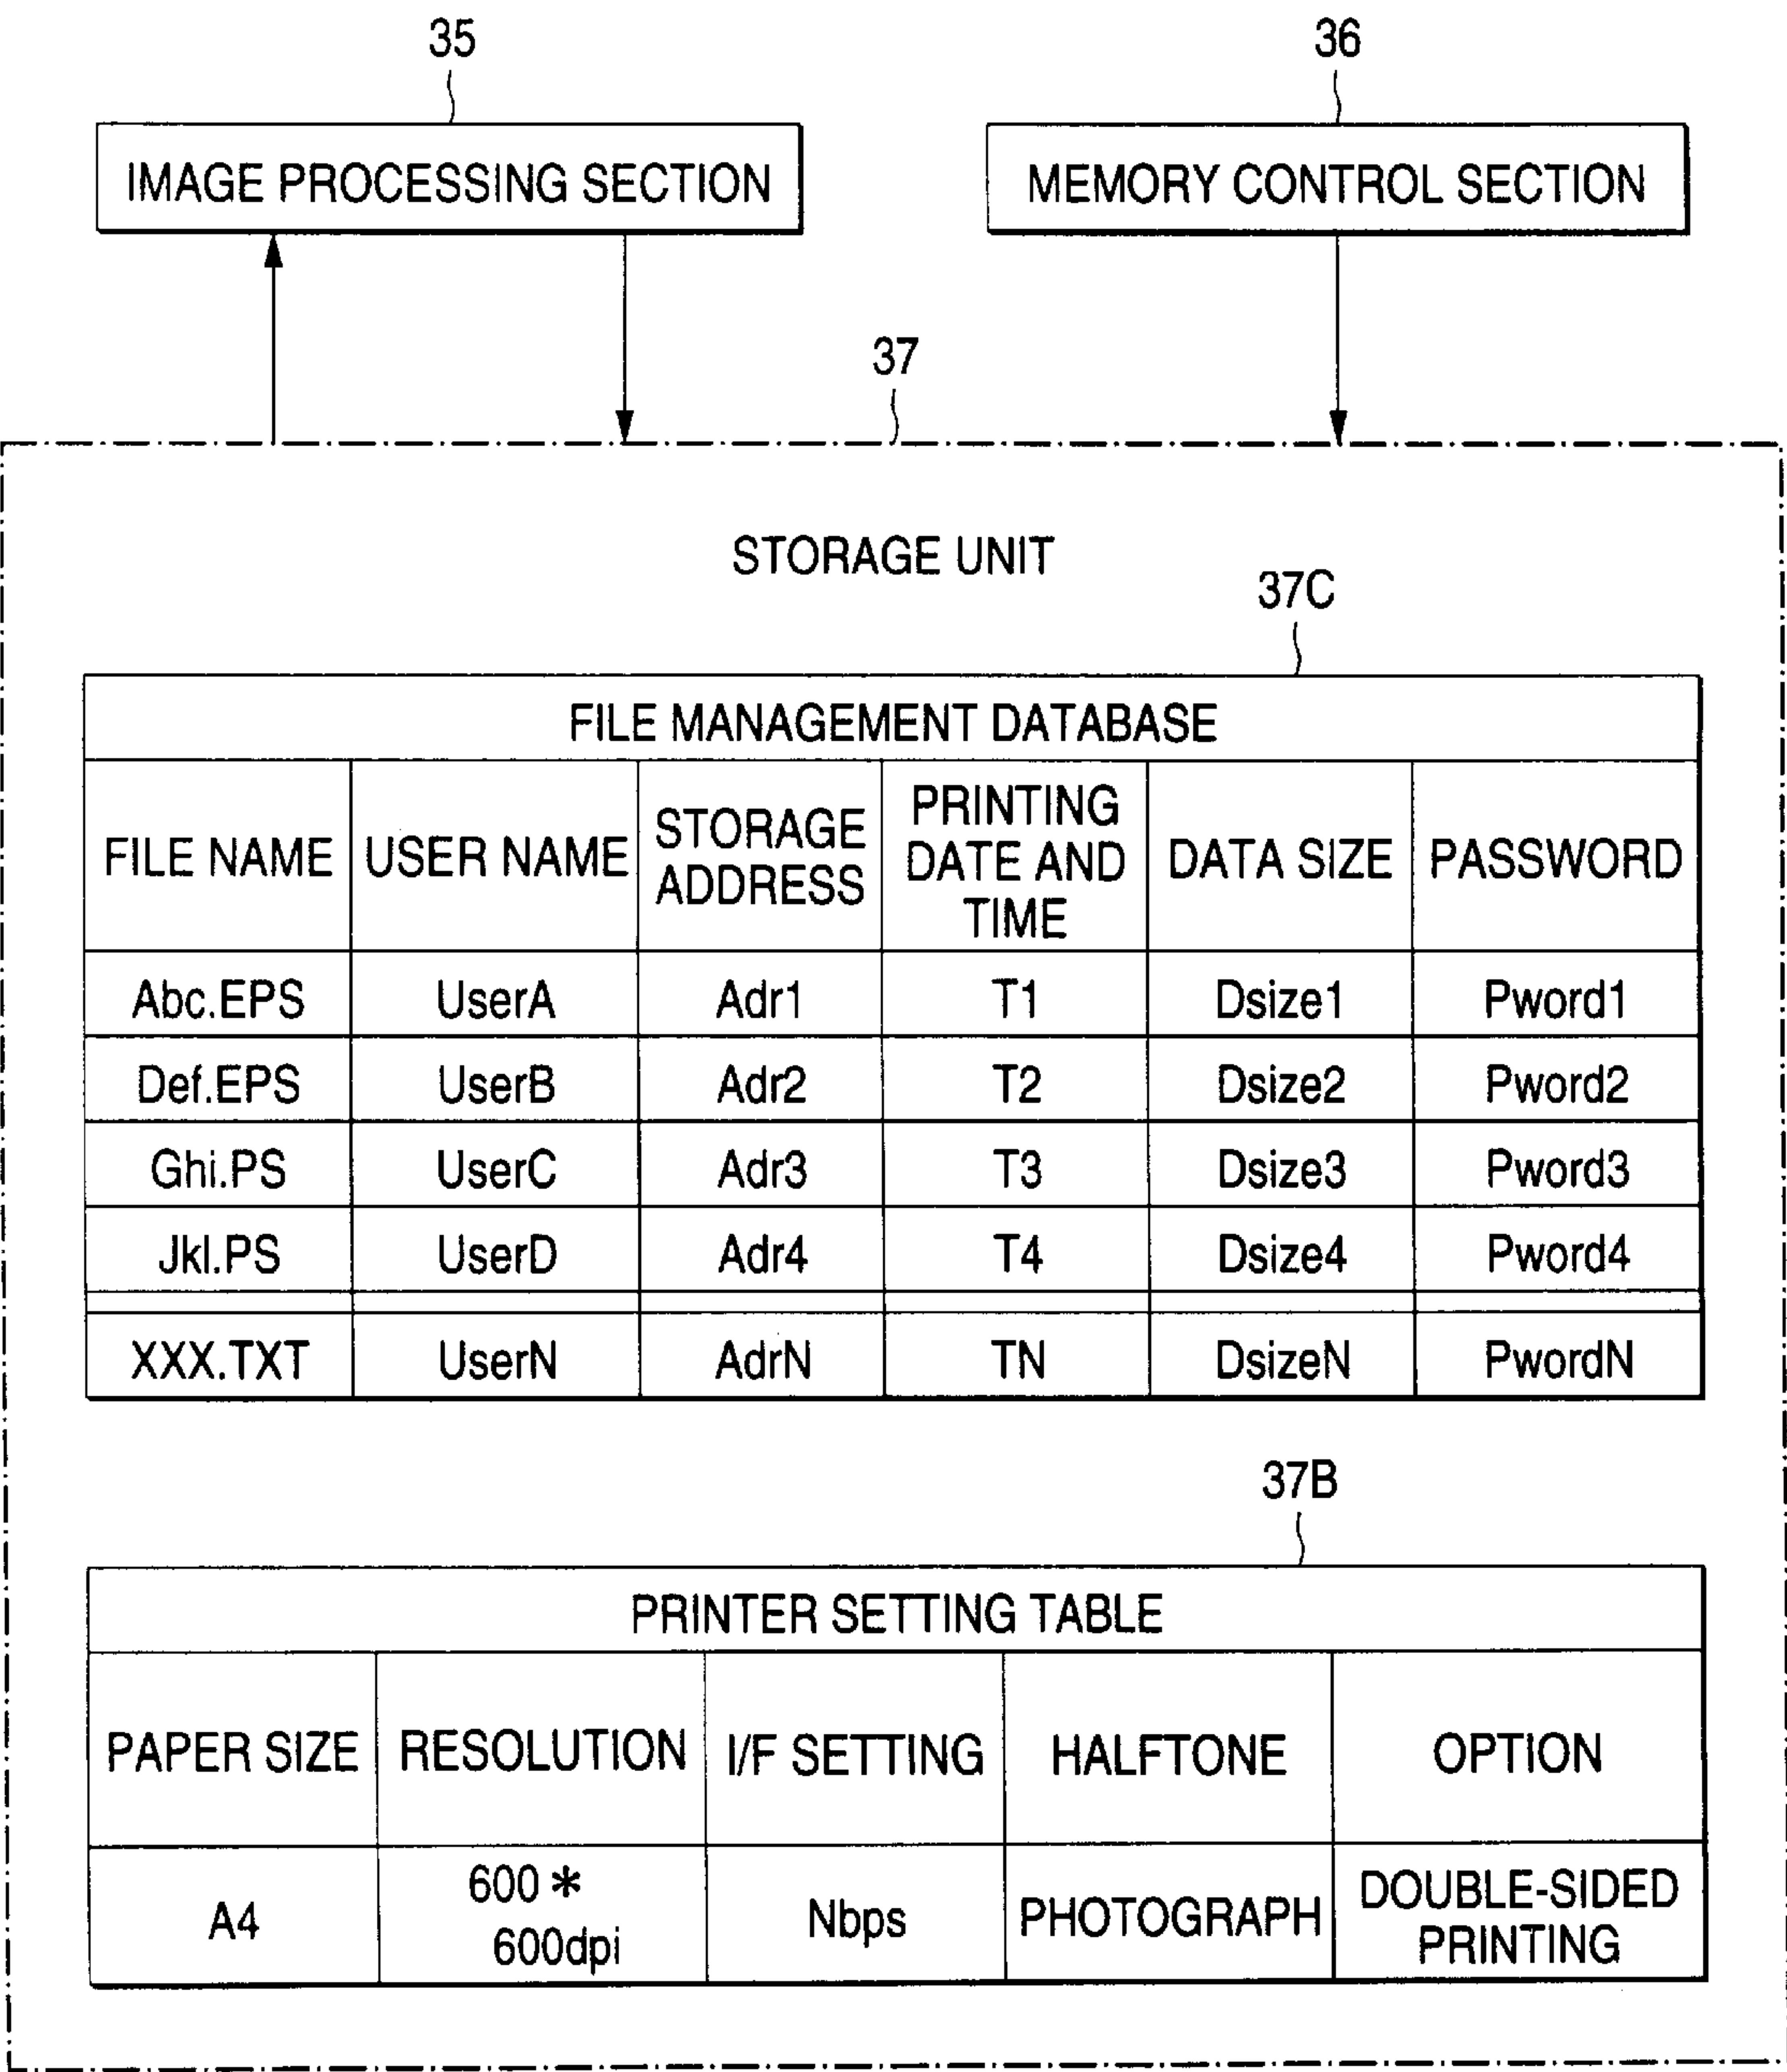 35
36
IMAGE PROCESSING SECTION
MEMORY CONTROL SECTION
37
STORAGE UNIT
37C
FILE MANAGEMENT DATABASE
FILE NAME
USER NAME
STORAGE
ADDRESS
PRINTING
DATE AND
TIME
DATA SIZE
PASSWORD
Abc.EPS UserA Adr1 T1 Dsize1 Pword1
Def.EPS UserB Adr2 T2 Dsize2 Pword2
Ghi.PS UserC Adr3 T3 Dsize3 Pword3
Jkl.PS UserD Adr4 T4 Dsize4 Pword4
XXX.TXT UserN AdrN TN DsizeN PwordN
37B
PRINTER SETTING TABLE
PAPER SIZE RESOLUTION I/F SETTING HALFTONE OPTION
A4
600 *
600dpi
Nbps
PHOTOGRAPH
DOUBLE-SIDED
PRINTING